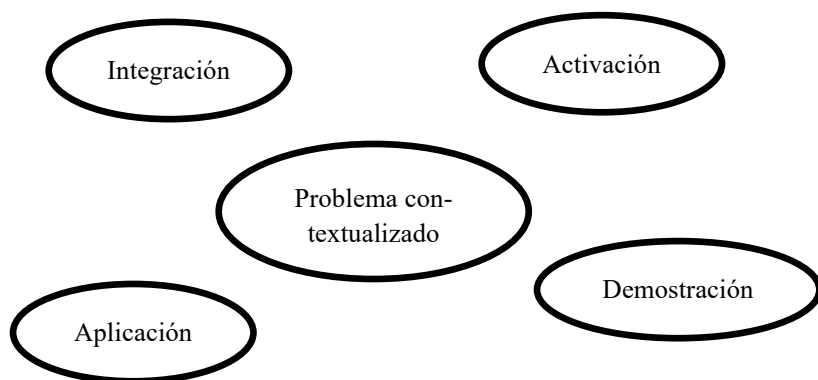 Integración
Activación
Problema con-
textualizado
Demostración
Aplicación